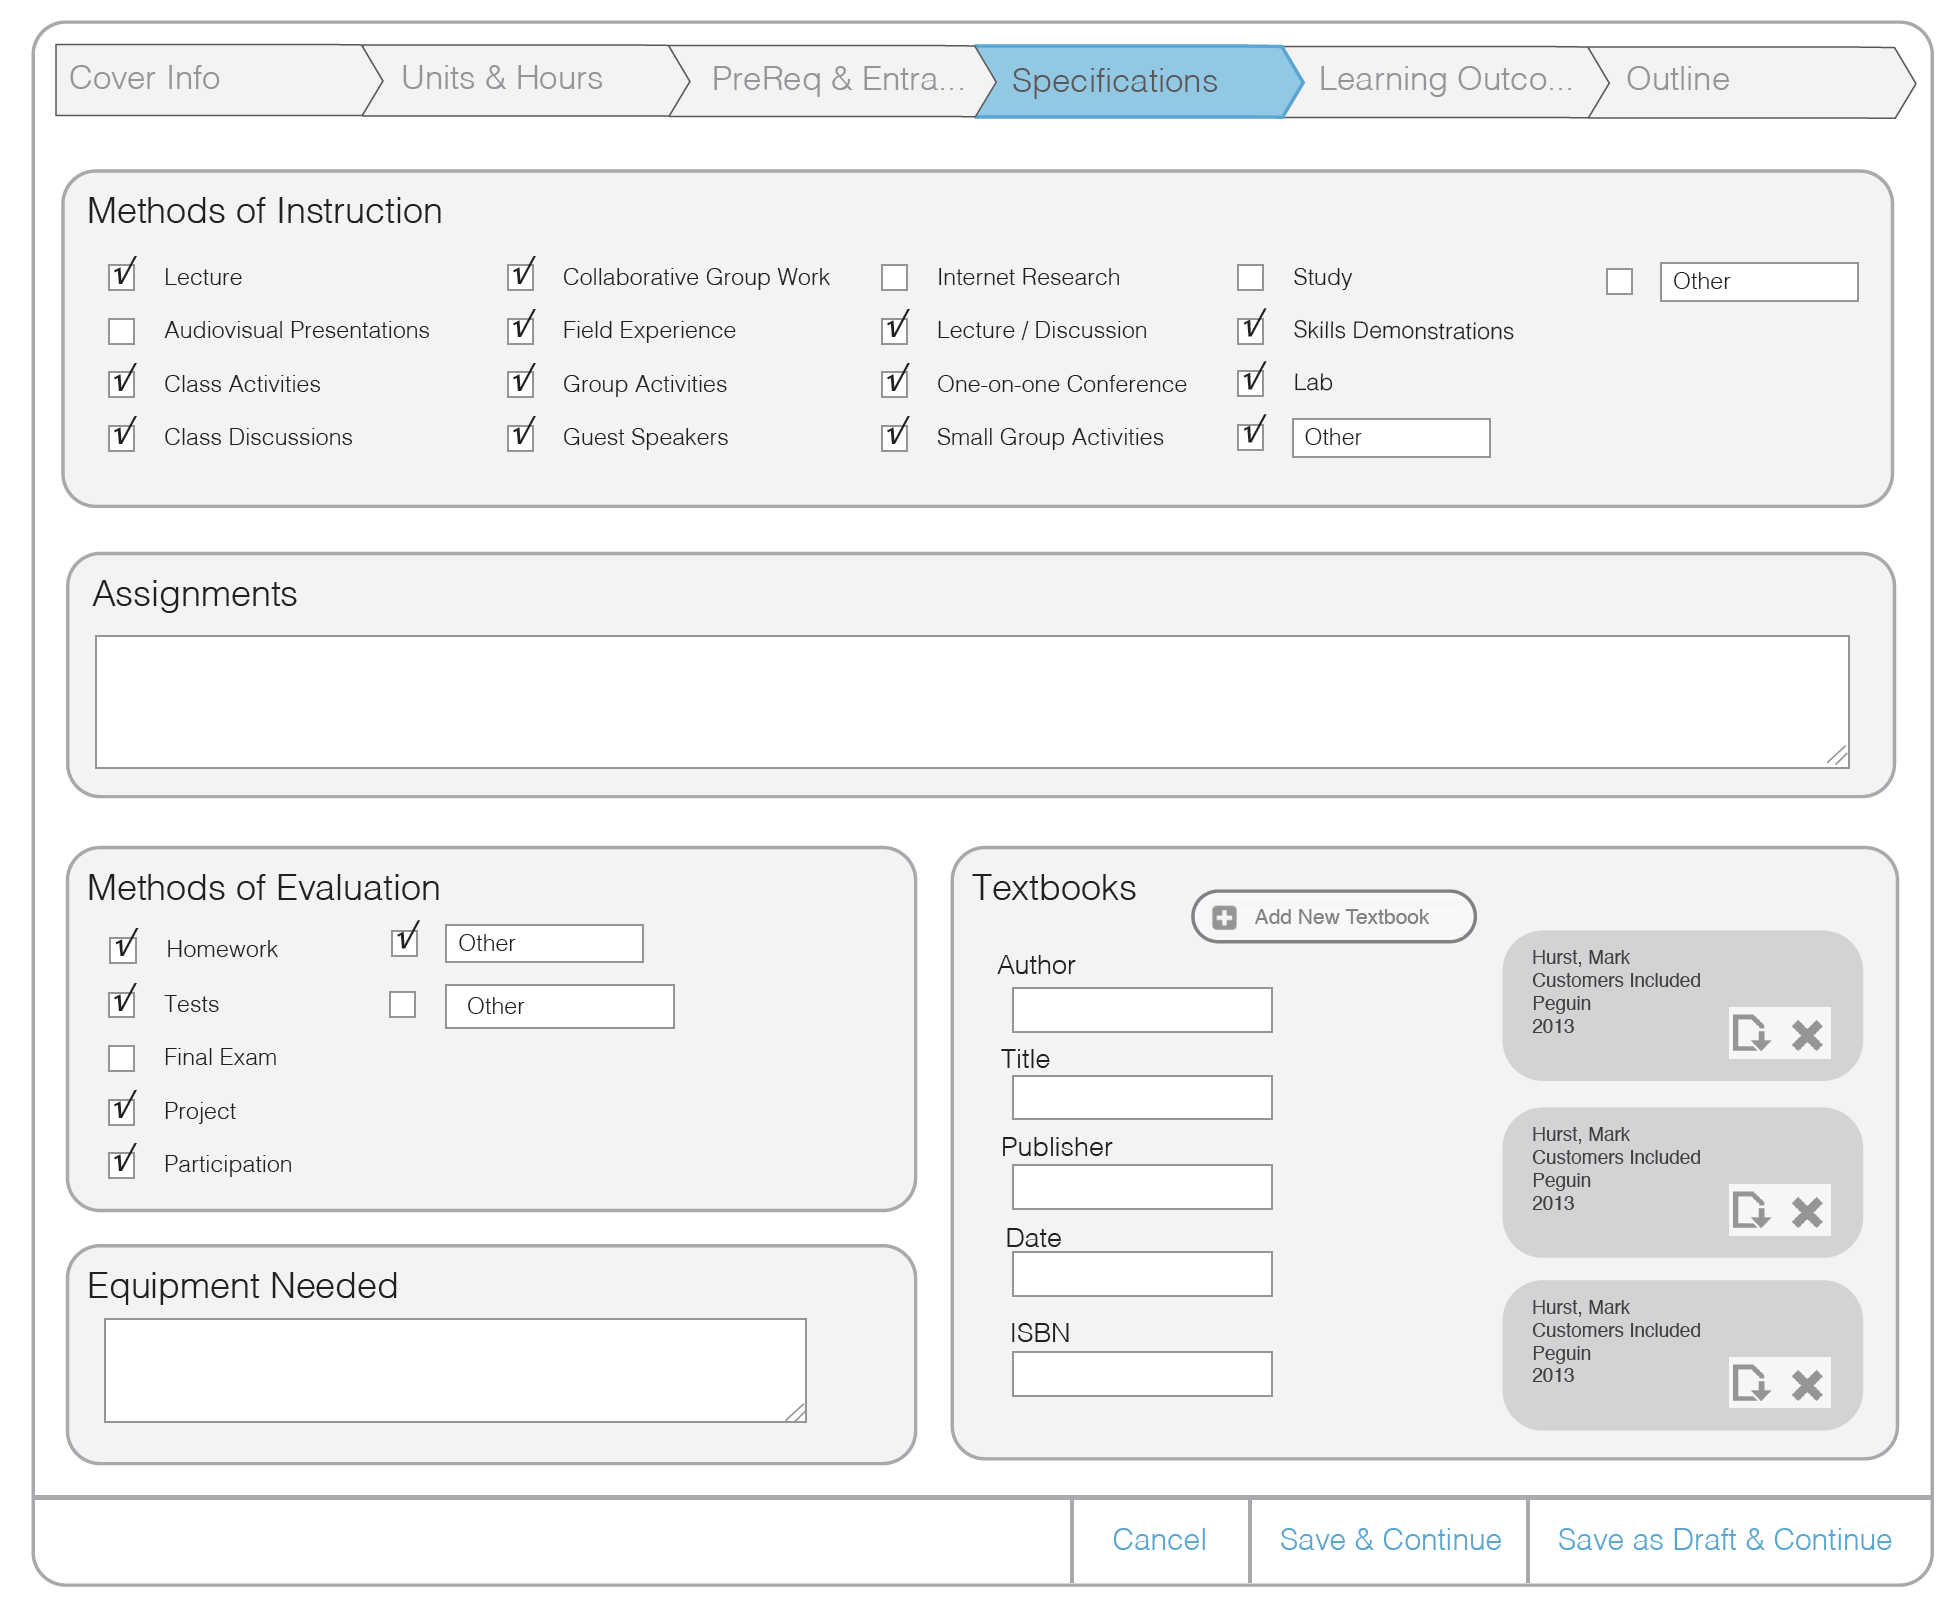 Cover Info
Units & Hours
PreReq & Entra...
Specifications
Learning Outco...
Outline
Methods of Instruction
Lecture
Collaborative Group Work
Internet Research
Study
Other
Audiovisual Presentations
Field Experience
Lecture / Discussion
Skills Demonstrations
Class Activities
Group Activities
One-on-one Conference
Lab
Class Discussions
Guest Speakers
Small Group Activities
Other
Assignments
Methods of Evaluation
Homework
Other
Tests
Other
Final Exam
Project
Participation
Equipment Needed
Textbooks
Add New Textbook
Author
Title
Publisher
Date
ISBN
Hurst, Mark
Customers Included
Peguin
2013
Hurst, Mark
Customers Included
Peguin
2013
Hurst, Mark
Customers Included
Peguin
2013
Cancel
Save & Continue
Save as Draft & Continue